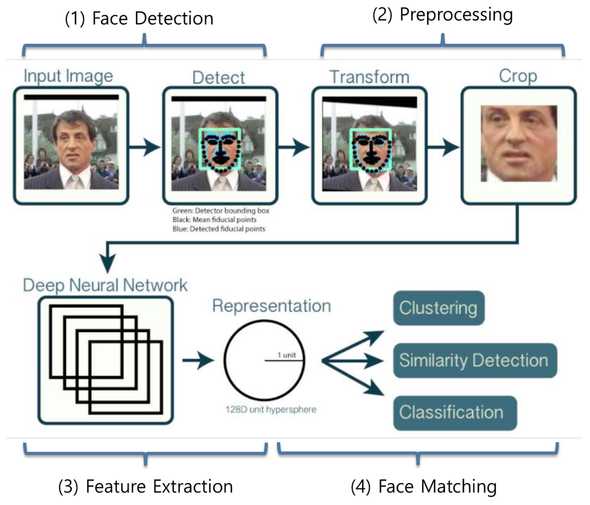 (1) Face Detection
(2) Preprocessing
Input Image
Detect
Transform
Crop
Green: Detector bounding box
Black: Mean fiducial points
Blue: Detected fiducial points
Deep Neural Network
Representation
1 unit
128D unit hypersphere
Clustering
Similarity Detection
Classification
(3) Feature Extraction
(4) Face Matching